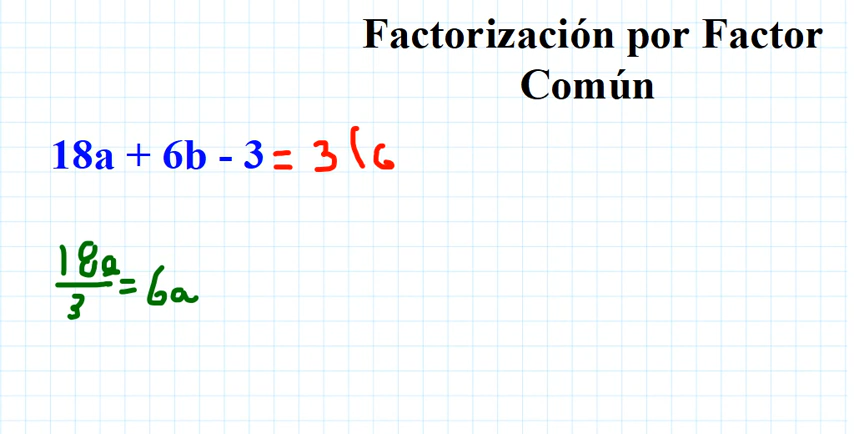 Factorización por Factor
Común
18a + 6b - 3 = 3(6
18a
3
= 6a